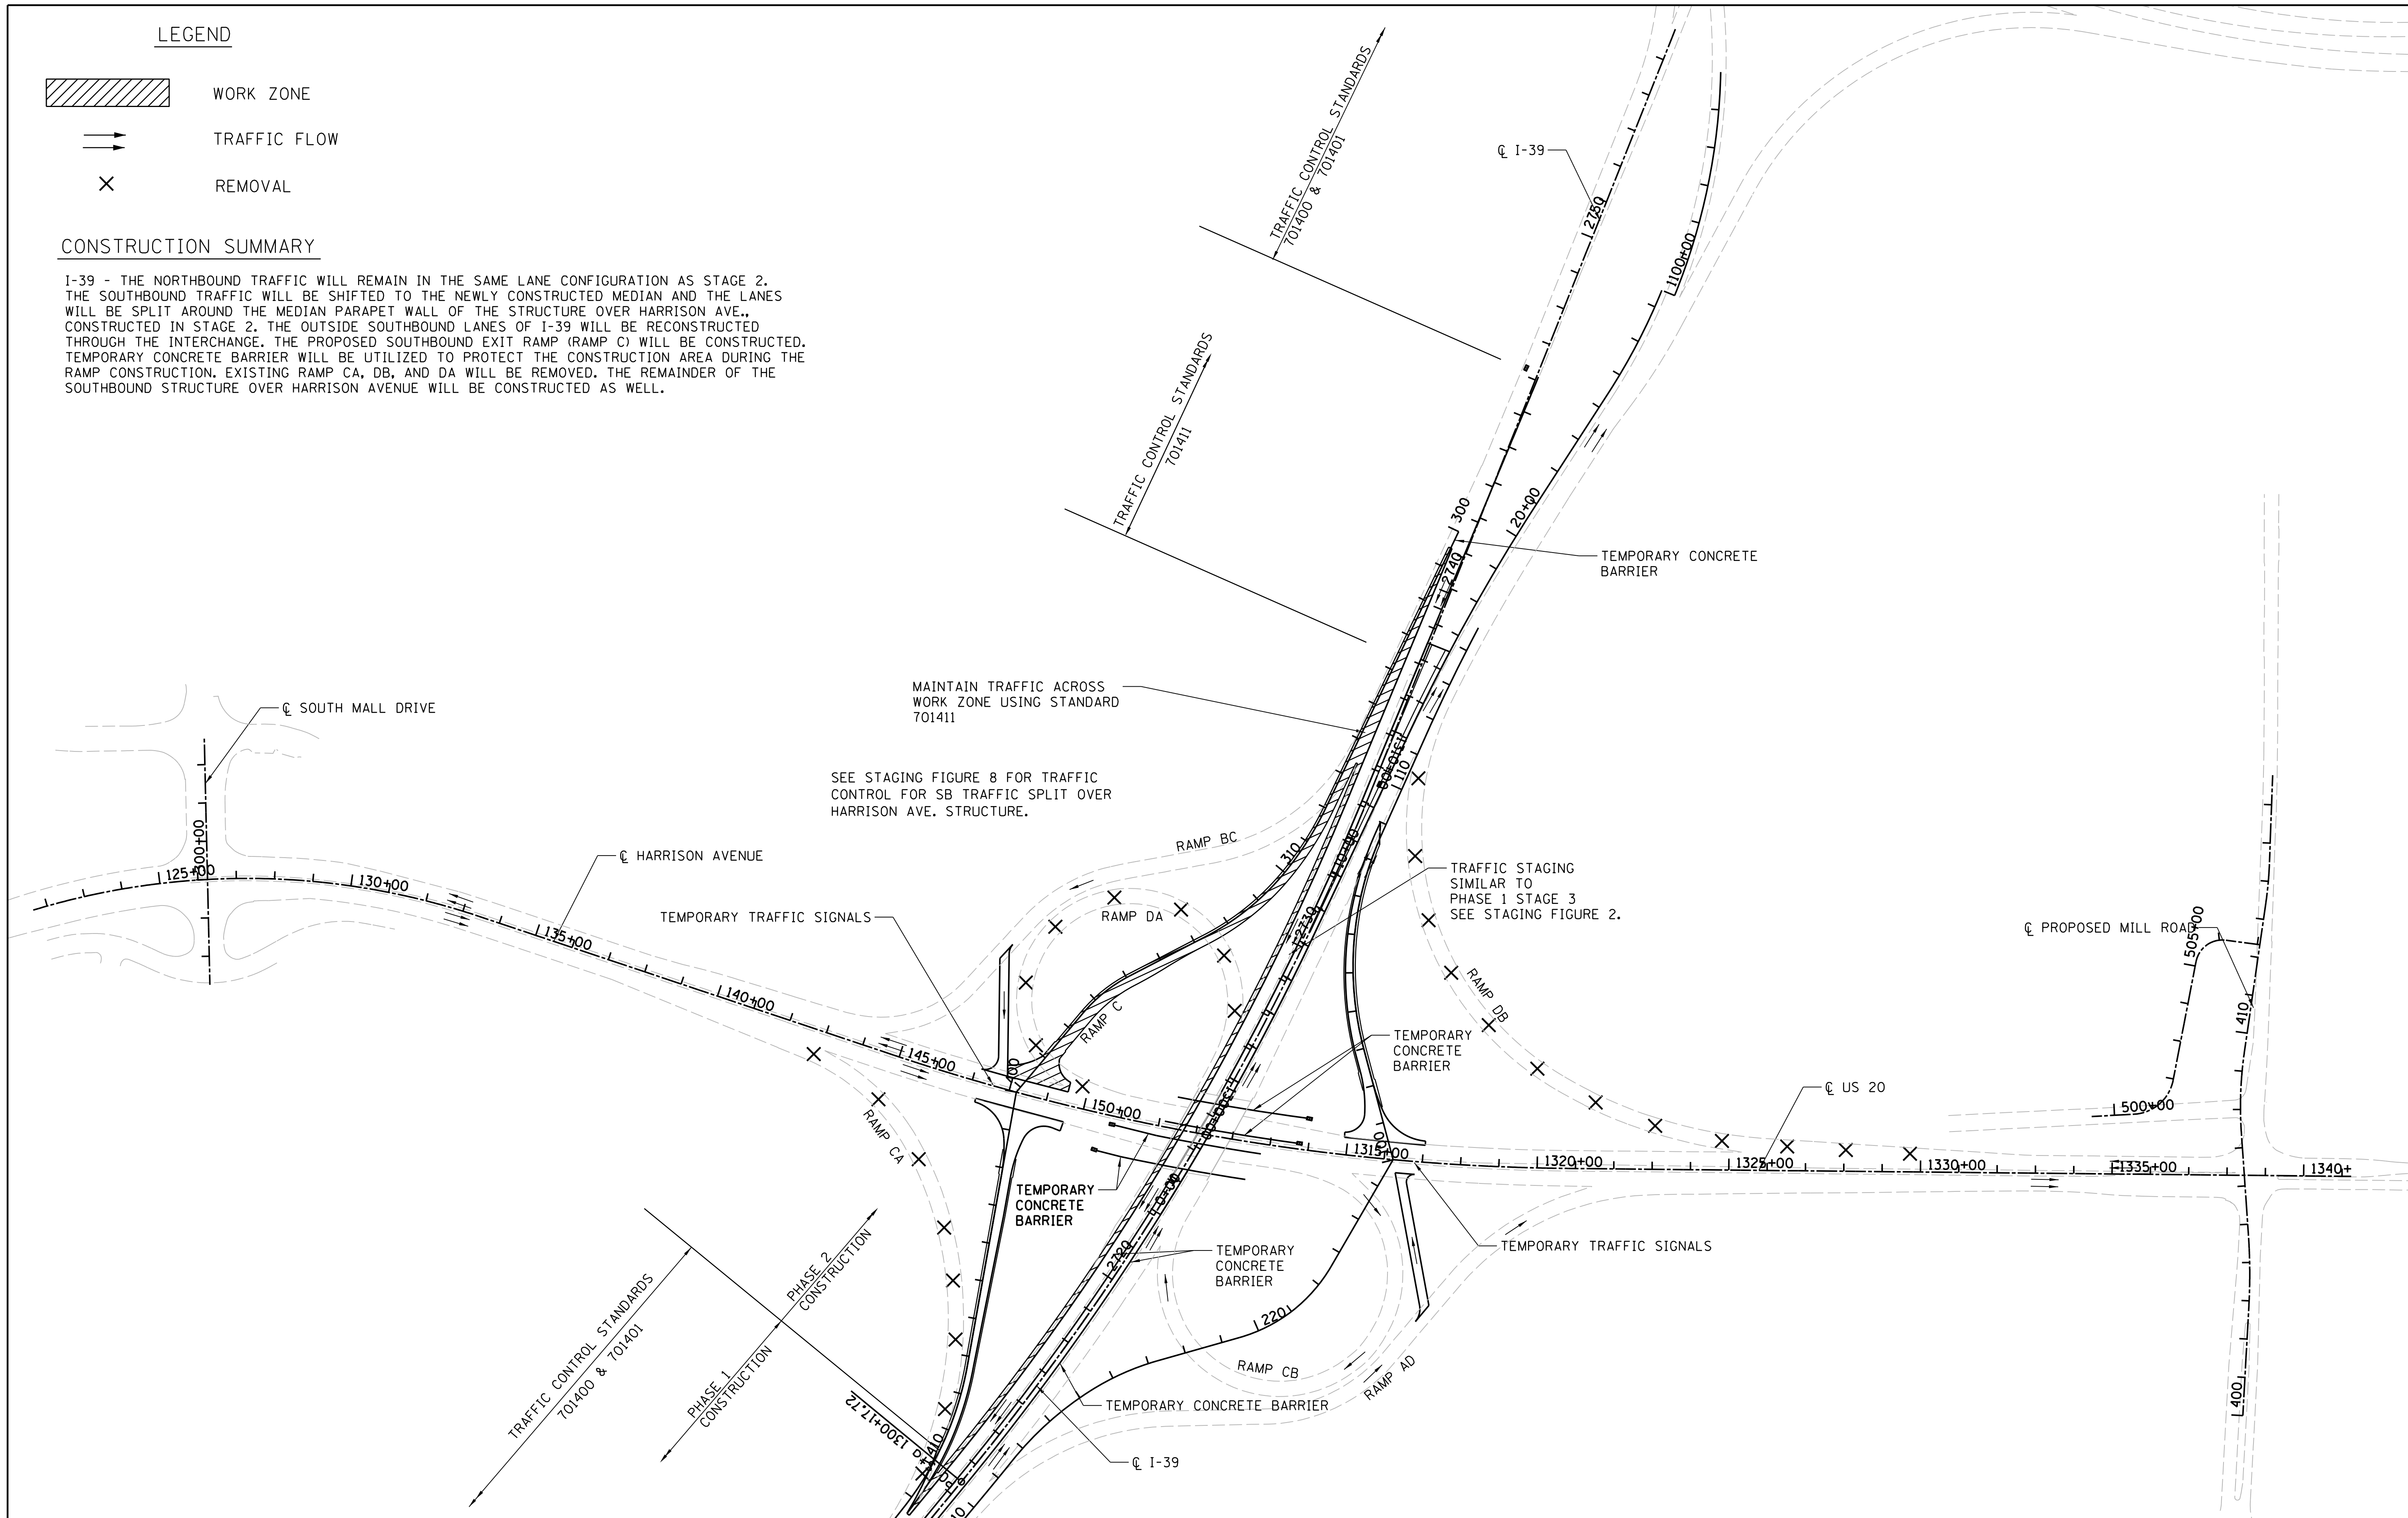 LEGEND
WORK ZONE
TRAFFIC FLOW
REMOVAL
CONSTRUCTION SUMMARY
I-39 - THE NORTHBOUND TRAFFIC WILL REMAIN IN THE SAME LANE CONFIGURATION AS STAGE 2.
THE SOUTHBOUND TRAFFIC WILL BE SHIFTED TO THE NEWLY CONSTRUCTED MEDIAN AND THE LANES
WILL BE SPLIT AROUND THE MEDIAN PARAPET WALL OF THE STRUCTURE OVER HARRISON AVE.,
CONSTRUCTED IN STAGE 2. THE OUTSIDE SOUTHBOUND LANES OF I-39 WILL BE RECONSTRUCTED
THROUGH THE INTERCHANGE. THE PROPOSED SOUTHBOUND EXIT RAMP (RAMP C) WILL BE CONSTRUCTED.
TEMPORARY CONCRETE BARRIER WILL BE UTILIZED TO PROTECT THE CONSTRUCTION AREA DURING THE
RAMP CONSTRUCTION. EXISTING RAMP CA, DB, AND DA WILL BE REMOVED. THE REMAINDER OF THE
SOUTHBOUND STRUCTURE OVER HARRISON AVENUE WILL BE CONSTRUCTED AS WELL.
TRAFFIC CONTROL STANDARDS
701400 & 701401
℄ I-39
2750
1100+00
TRAFFIC CONTROL STANDARDS
701411
300
20+00
2740
TEMPORARY CONCRETE
BARRIER
MAINTAIN TRAFFIC ACROSS
WORK ZONE USING STANDARD
701411
℄ SOUTH MALL DRIVE
SEE STAGING FIGURE 8 FOR TRAFFIC
CONTROL FOR SB TRAFFIC SPLIT OVER
HARRISON AVE. STRUCTURE.
1310+00
110
RAMP BC
310
10+00
℄ HARRISON AVENUE
300+00
125+00
130+00
135+00
140+00
145+00
150+00
TEMPORARY TRAFFIC SIGNALS
RAMP DA
2730
TRAFFIC STAGING
SIMILAR TO
PHASE 1 STAGE 3
SEE STAGING FIGURE 2.
℄ PROPOSED MILL ROAD
505+00
410
RAMP DB
RAMP C
TEMPORARY
CONCRETE
BARRIER
℄ US 20
500+00
1300+00
100
1315+00
1320+00
1325+00
1330+00
1335+00
1340+
RAMP CA
TEMPORARY
CONCRETE
BARRIER
0+00
2720
TEMPORARY
CONCRETE
BARRIER
TEMPORARY TRAFFIC SIGNALS
220
RAMP CB
RAMP AD
400
PHASE 2
CONSTRUCTION
PHASE 1
CONSTRUCTION
TRAFFIC CONTROL STANDARDS
701400 & 701401
1300+17.72
410
TEMPORARY CONCRETE BARRIER
℄ I-39